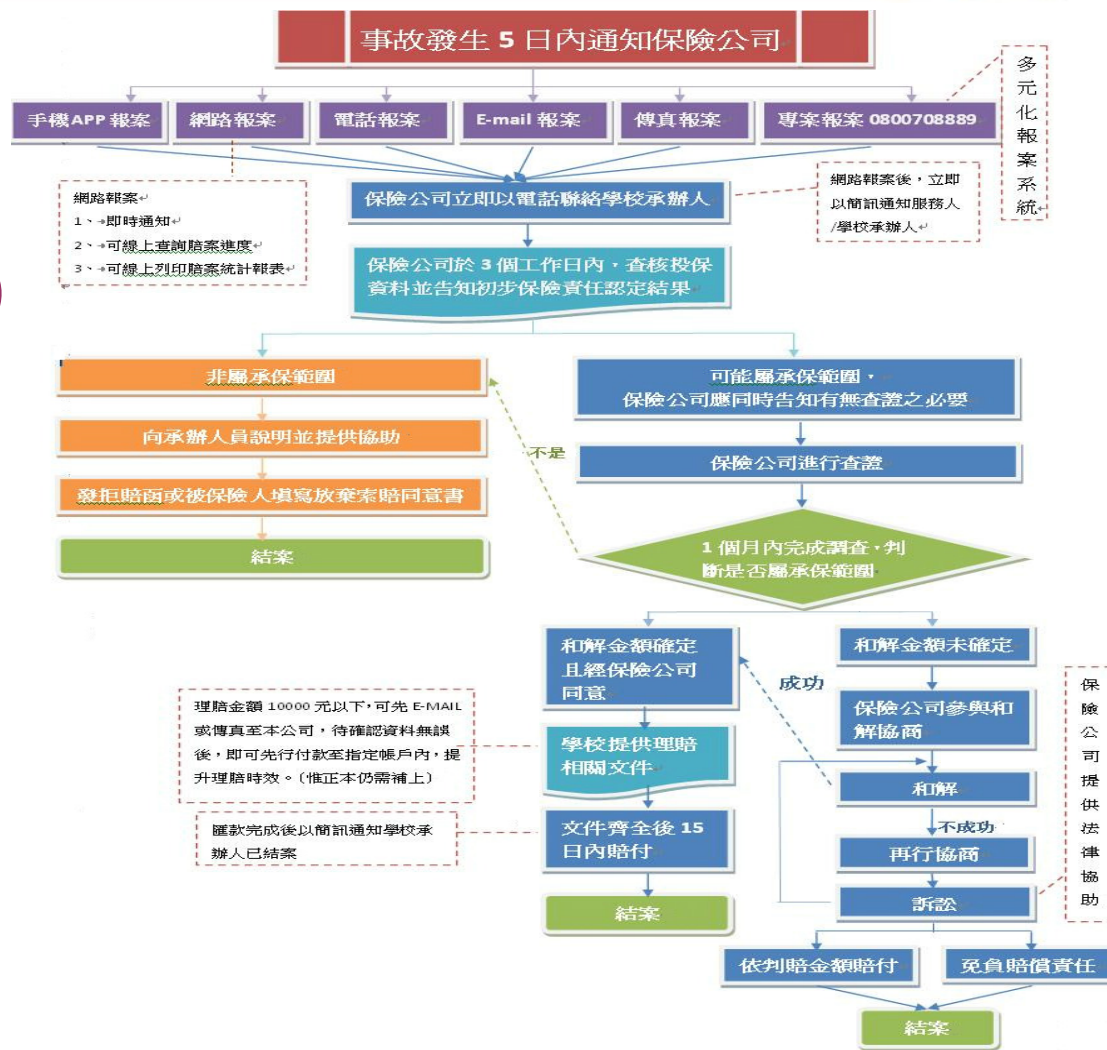 事故發生 5 日內通知保險公司
多
元
化
報
案
系
統
手機APP 報案
網路報案
電話報案
E-mail 報案
傳真報案
專案報案 0800708889
網路報案
1、即時通知
2、可線上查詢賠案進度
3、可線上列印賠案統計報表
保險公司立即以電話聯絡學校承辦人
網路報案後，立即
以簡訊通知服務人
/學校承辦人
保險公司於 3 個工作日內，查核投保
資料並告知初步保險責任認定結果
非屬承保範圍
可能屬承保範圍，
保險公司應同時告知有無查證之必要
向承辦人員說明並提供協助
不是
保險公司進行查證
發拒賠函或被保險人填寫放棄索賠同意書
結案
1 個月內完成調查，判
斷是否屬承保範圍
和解金額確定
且經保險公司
同意
和解金額未確定
成功
保險公司參與和
解協商
保
險
公
司
提
供
法
律
協
助
理賠金額 10000 元以下，可先 E-MAIL
或傳真至本公司，待確認資料無誤
後，即可先行付款至指定帳戶內，提
升理賠時效。（惟正本仍需補上）
學校提供理賠
相關文件
和解
不成功
匯款完成後以簡訊通知學校承
辦人已結案
文件齊全後 15
日內賠付
再行協商
訴訟
結案
依判賠金額賠付
免負賠償責任
結案